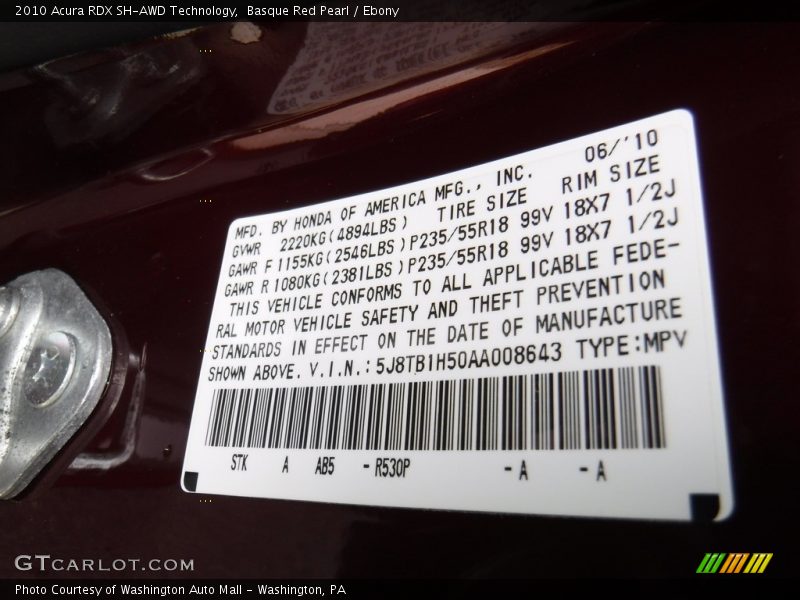 2010 Acura RDX SH-AWD Technology,  Basque Red Pearl / Ebony
MFD. BY HONDA OF AMERICA MFG., INC. 06/'10
GVWR 2220KG(4894LBS) TIRE SIZE RIM SIZE
GAWR F 1155KG(2546LBS)P235/55R18 99V 18X7 1/2J
GAWR R 1080KG(2381LBS)P235/55R18 99V 18X7 1/2J
THIS VEHICLE CONFORMS TO ALL APPLICABLE FEDE-
RAL MOTOR VEHICLE SAFETY AND THEFT PREVENTION
STANDARDS IN EFFECT ON THE DATE OF MANUFACTURE
SHOWN ABOVE. V.I.N.:5J8TB1H50AA008643 TYPE:MPV
STK A AB5 -R530P -A -A
GTCARLOT.COM
Photo Courtesy of Washington Auto Mall - Washington, PA